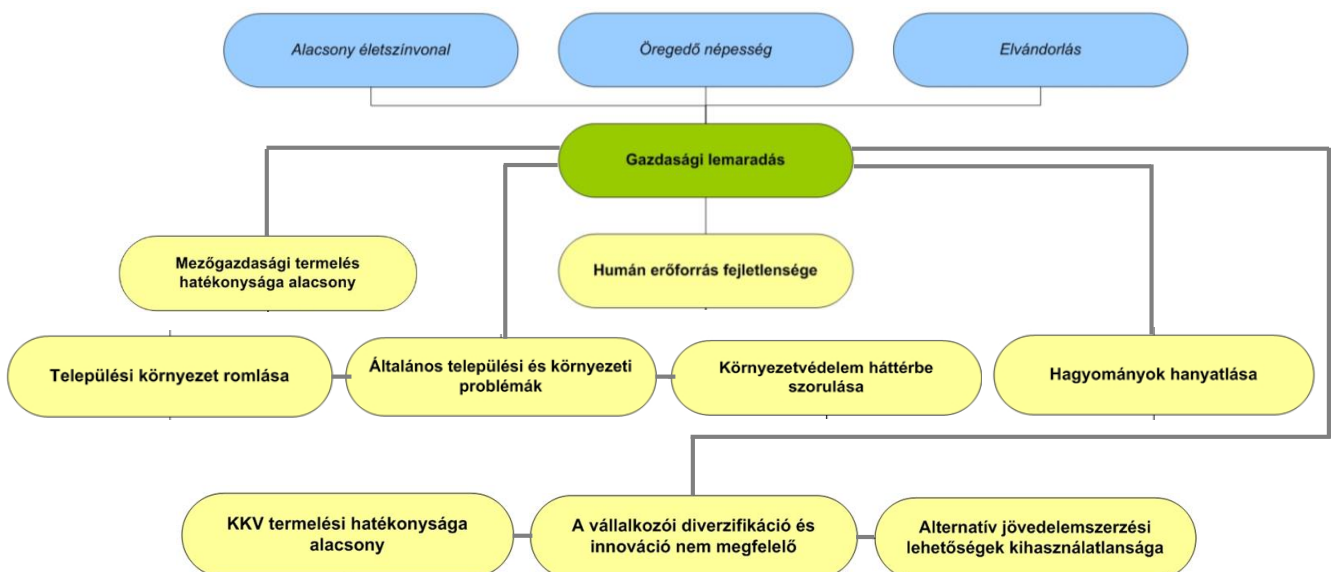 Alacsony életszínvonal
Öregedő népesség
Elvándorlás
Gazdasági lemaradás
Mezőgazdasági termelés
hatékonysága alacsony
Humán erőforrás fejletlensége
Települési környezet romlása
Általános települési és környezeti
problémák
Környezetvédelem háttérbe
szorulása
Hagyományok hanyatlása
KKV termelési hatékonysága
alacsony
A vállalkozói diverzifikáció és
innováció nem megfelelő
Alternatív jövedelemszerzési
lehetőségek kihasználatlansága